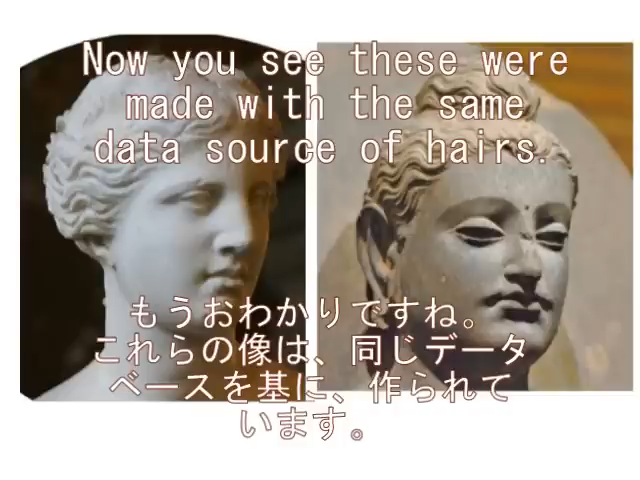 Now you see these were
made with the same
data source of hairs.
もうおわかりですね。
これらの像は、同じデータ
ベースを基に、作られて
います。